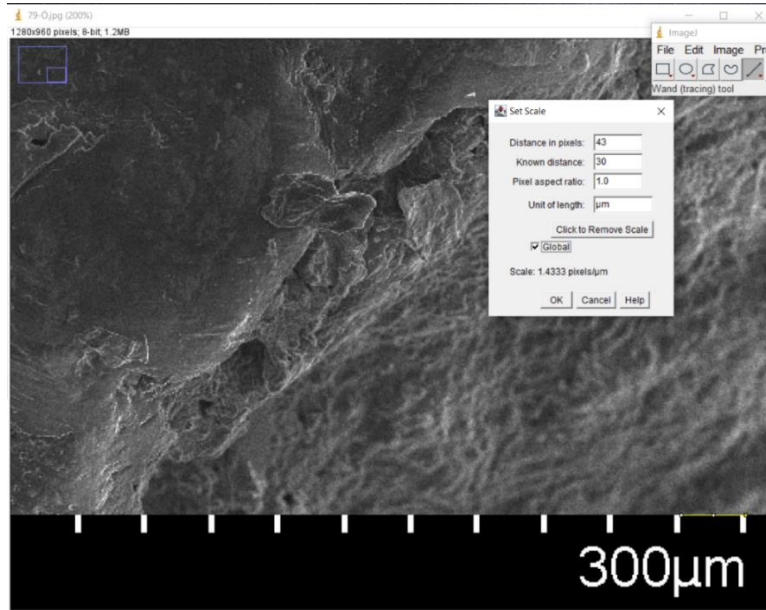 79-Ö.jpg (200%)
1280x960 pixels; 8-bit; 1.2MB
ImageJ
File Edit Image Pr
Wand (tracing) tool
Set Scale
Distance in pixels: 43
Known distance: 30
Pixel aspect ratio: 1.0
Unit of length: µm
Click to Remove Scale
Global
Scale: 1.4333 pixels/µm
OK Cancel Help
300µm